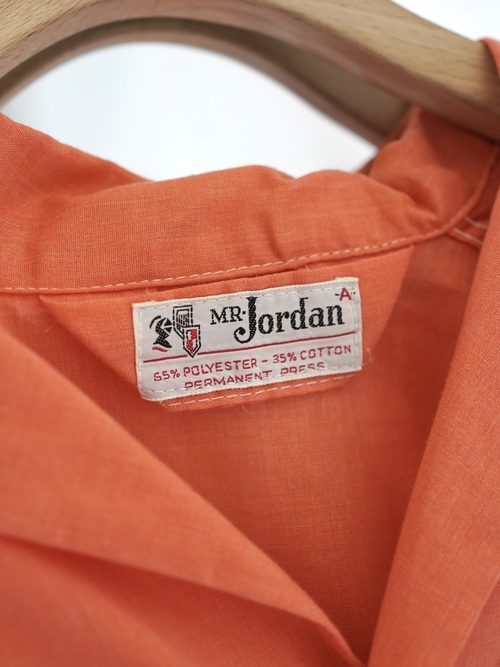 MR. Jordan -A-
65% POLYESTER - 35% COTTON
PERMANENT PRESS